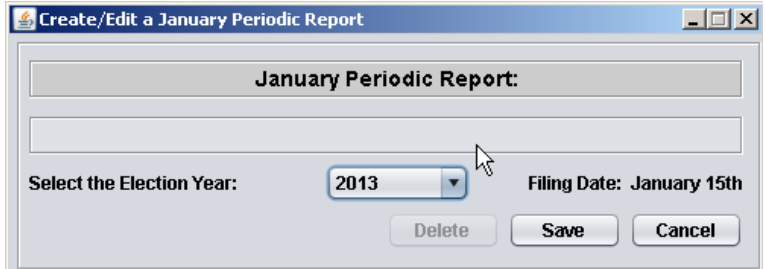 Create/Edit a January Periodic Report
January Periodic Report:
Select the Election Year: 2013 Filing Date: January 15th
Delete Save Cancel